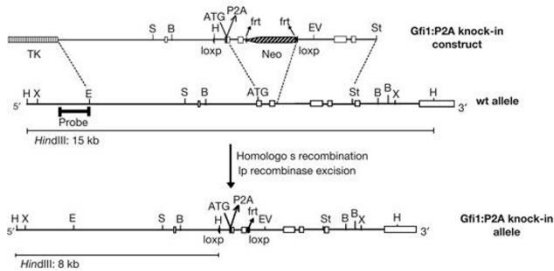 ATG P2A frt frt
S B H EV St Gfi1:P2A knock-in
construct
TK loxp Neo loxp
H X E S B ATG St B B X H wt allele
5' 3'
Probe
HindIII: 15 kb
Homologo s recombination
lp recombinase excision
ATG P2A frt
H X E S B H EV St B B X H Gfi1:P2A knock-in
allele
5' loxp loxp 3'
HindIII: 8 kb